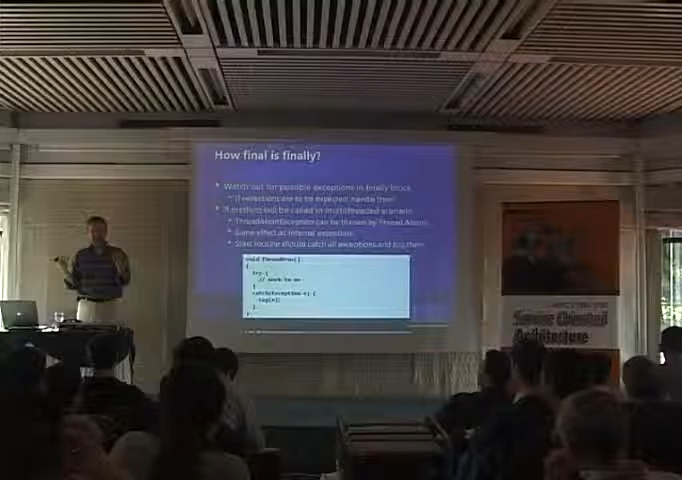 How final is finally?
Watch out for possible exceptions in finally block
If exceptions are to be expected, handle them
If method will be called in multithreaded scenario
ThreadAbortException can be thrown by Thread.Abort
Same effect as internal exception
Start routine should catch all exceptions and log them
void ThreadProc()
{
try {
// work to do
}
catch(Exception e) {
Log(e);
}
Service Oriented
Architecture